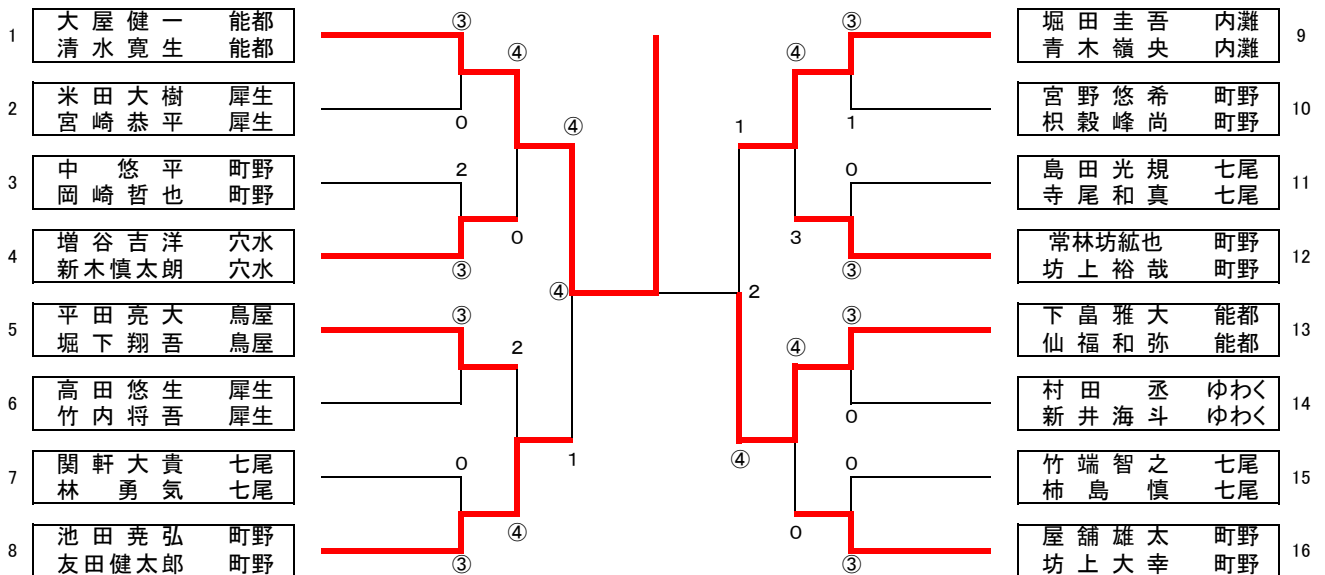 1 大屋健一 能都
清水寛生 能都
2 米田大樹 犀生
宮崎恭平 犀生
3 中悠平 町野
岡崎哲也 町野
4 増谷吉洋 穴水
新木慎太朗 穴水
5 平田亮大 鳥屋
堀下翔吾 鳥屋
6 高田悠生 犀生
竹内将吾 犀生
7 関軒大貴 七尾
林勇気 七尾
8 池田尭弘 町野
友田健太郎 町野
③
0
2
③
③
0
③
④
0
2
④
④
1
④
2
1
④
④
3
④
0
③
1
0
③
③
0
0
③
堀田圭吾 内灘 9
青木嶺央 内灘
宮野悠希 町野 10
枳穀峰尚 町野
島田光規 七尾 11
寺尾和真 七尾
常林坊紘也 町野 12
坊上裕哉 町野
下畠雅大 能都 13
仙福和弥 能都
村田丞 ゆわく 14
新井海斗 ゆわく
竹端智之 七尾 15
柿島慎 七尾
屋舗雄太 町野 16
坊上大幸 町野